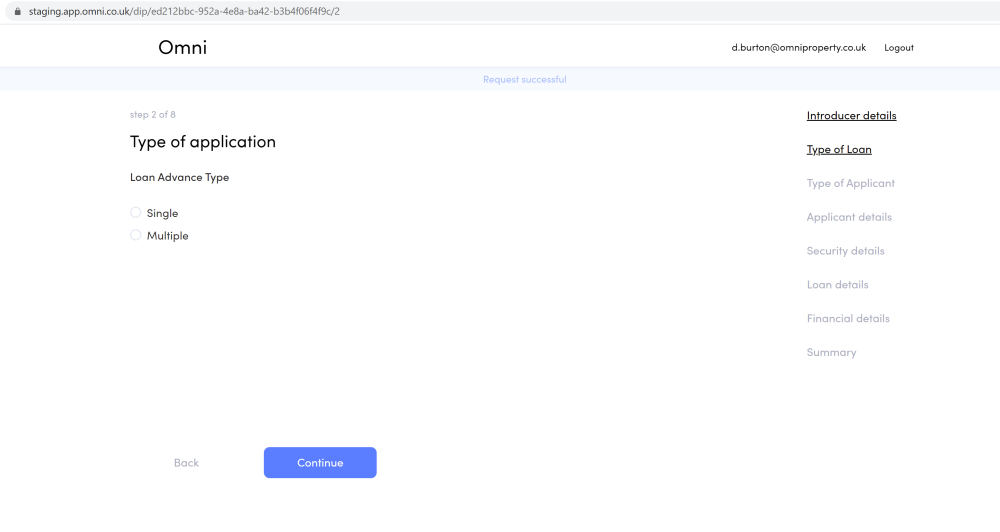 staging.app.omni.co.uk/dip/ed212bbc-952a-4e8a-ba42-b3b4f06f4f9c/2
Omni
d.burton@omniproperty.co.uk Logout
Request successful
step 2 of 8
Type of application
Loan Advance Type
Single
Multiple
Back
Continue
Introducer details
Type of Loan
Type of Applicant
Applicant details
Security details
Loan details
Financial details
Summary